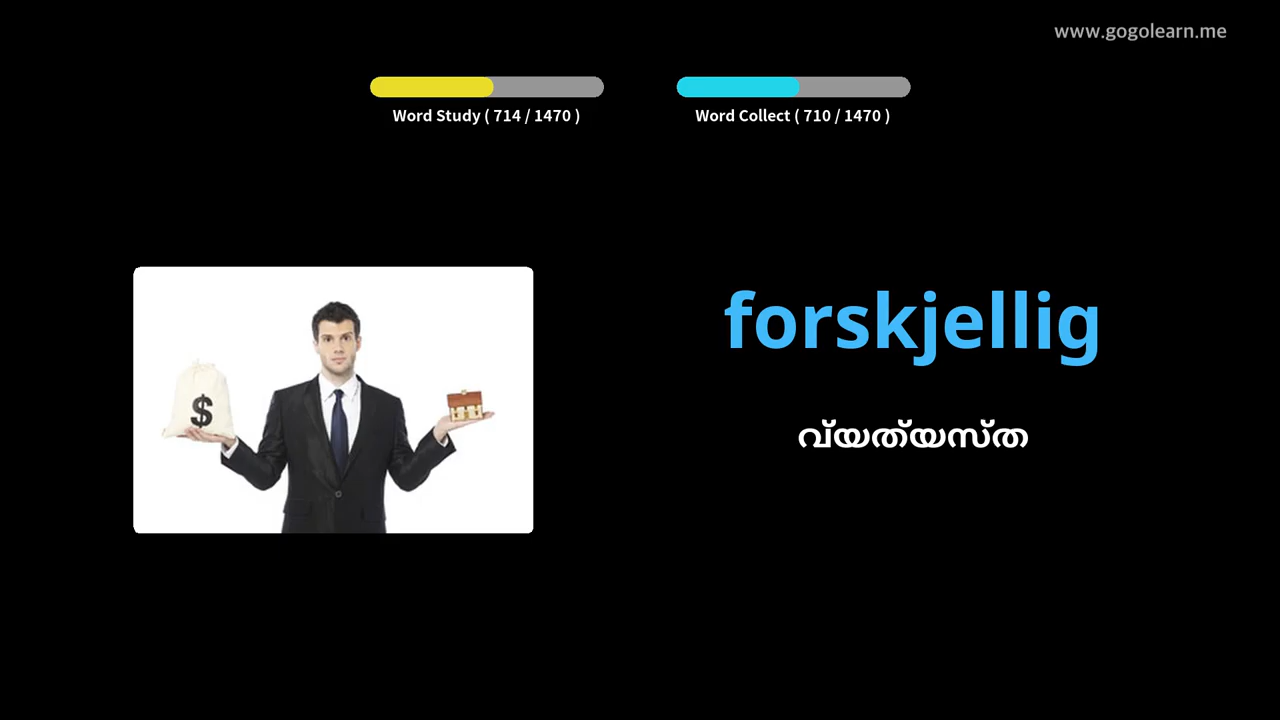 www.gogolearn.me
Word Study ( 714 / 1470 )
Word Collect ( 710 / 1470 )
$
forskjellig
വ്യത്യസ്ത